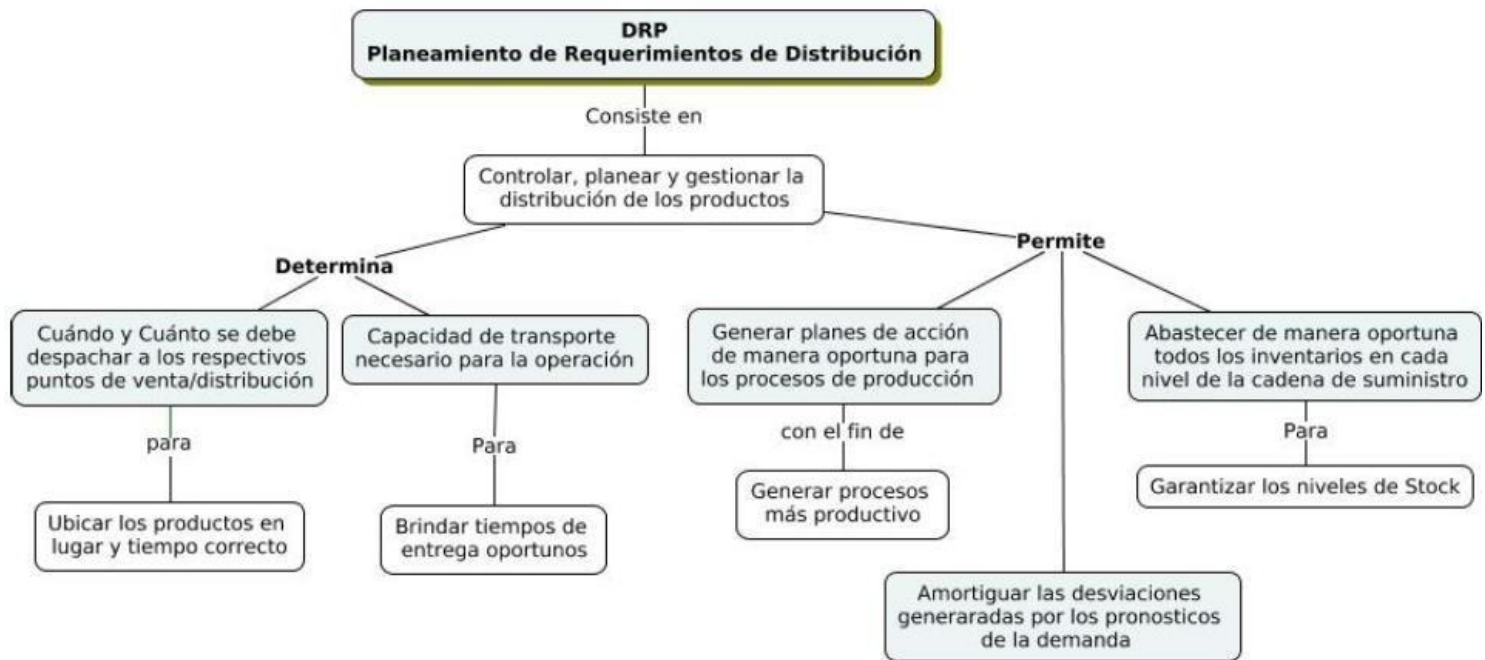 DRP
Planeamiento de Requerimientos de Distribución
Consiste en
Controlar, planear y gestionar la
distribución de los productos
Determina
Cuándo y Cuánto se debe
despachar a los respectivos
puntos de venta/distribución
para
Ubicar los productos en
lugar y tiempo correcto
Capacidad de transporte
necesario para la operación
Para
Brindar tiempos de
entrega oportunos
Permite
Generar planes de acción
de manera oportuna para
los procesos de producción
con el fin de
Generar procesos
más productivo
Amortiguar las desviaciones
generaradas por los pronosticos
de la demanda
Abastecer de manera oportuna
todos los inventarios en cada
nivel de la cadena de suministro
Para
Garantizar los niveles de Stock